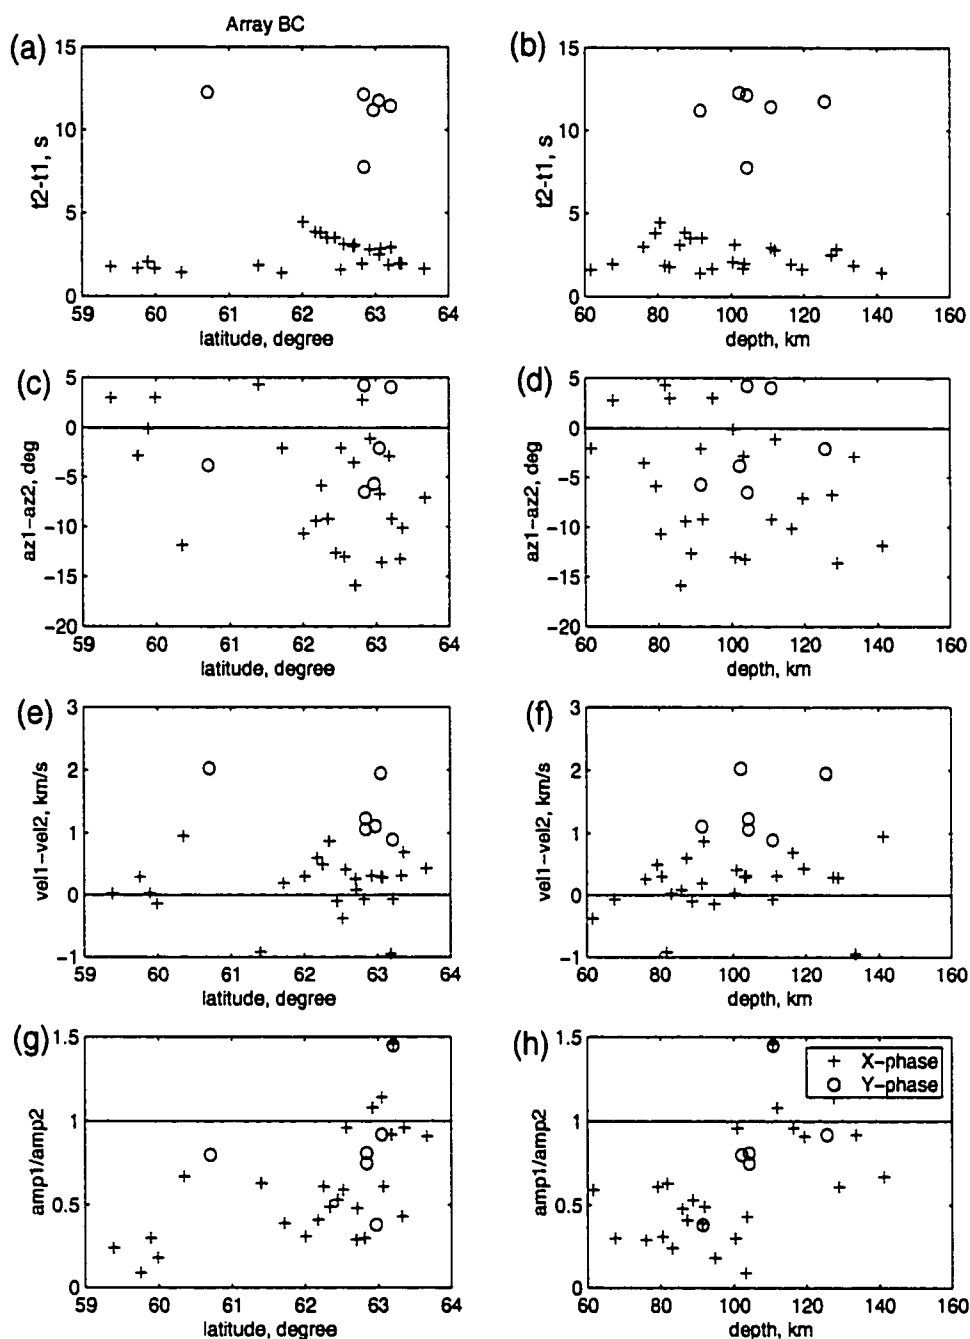 Array BC
(a)
15
10
5
0
t2-t1, s
59 60 61 62 63 64
latitude, degree
(b)
15
10
5
0
t2-t1, s
60 80 100 120 140 160
depth, km
(c)
5
0
-5
-10
-15
-20
az1-az2, deg
59 60 61 62 63 64
latitude, degree
(d)
5
0
-5
-10
-15
-20
az1-az2, deg
60 80 100 120 140 160
depth, km
(e)
3
2
1
0
-1
vel1-vel2, km/s
59 60 61 62 63 64
latitude, degree
(f)
3
2
1
0
-1
vel1-vel2, km/s
60 80 100 120 140 160
depth, km
(g)
1.5
1
0.5
0
amp1/amp2
59 60 61 62 63 64
latitude, degree
(h)
1.5
1
0.5
0
amp1/amp2
60 80 100 120 140 160
depth, km
+ X-phase
o Y-phase